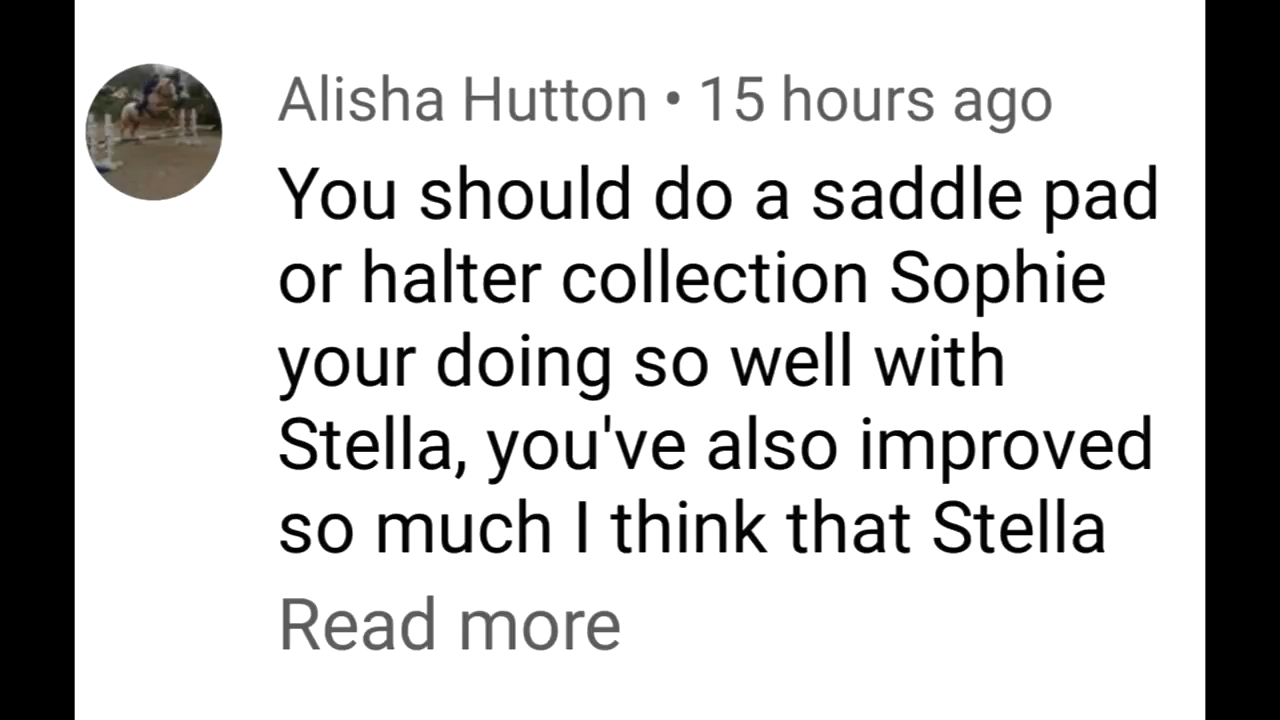 Alisha Hutton • 15 hours ago
You should do a saddle pad
or halter collection Sophie
your doing so well with
Stella, you've also improved
so much I think that Stella
Read more